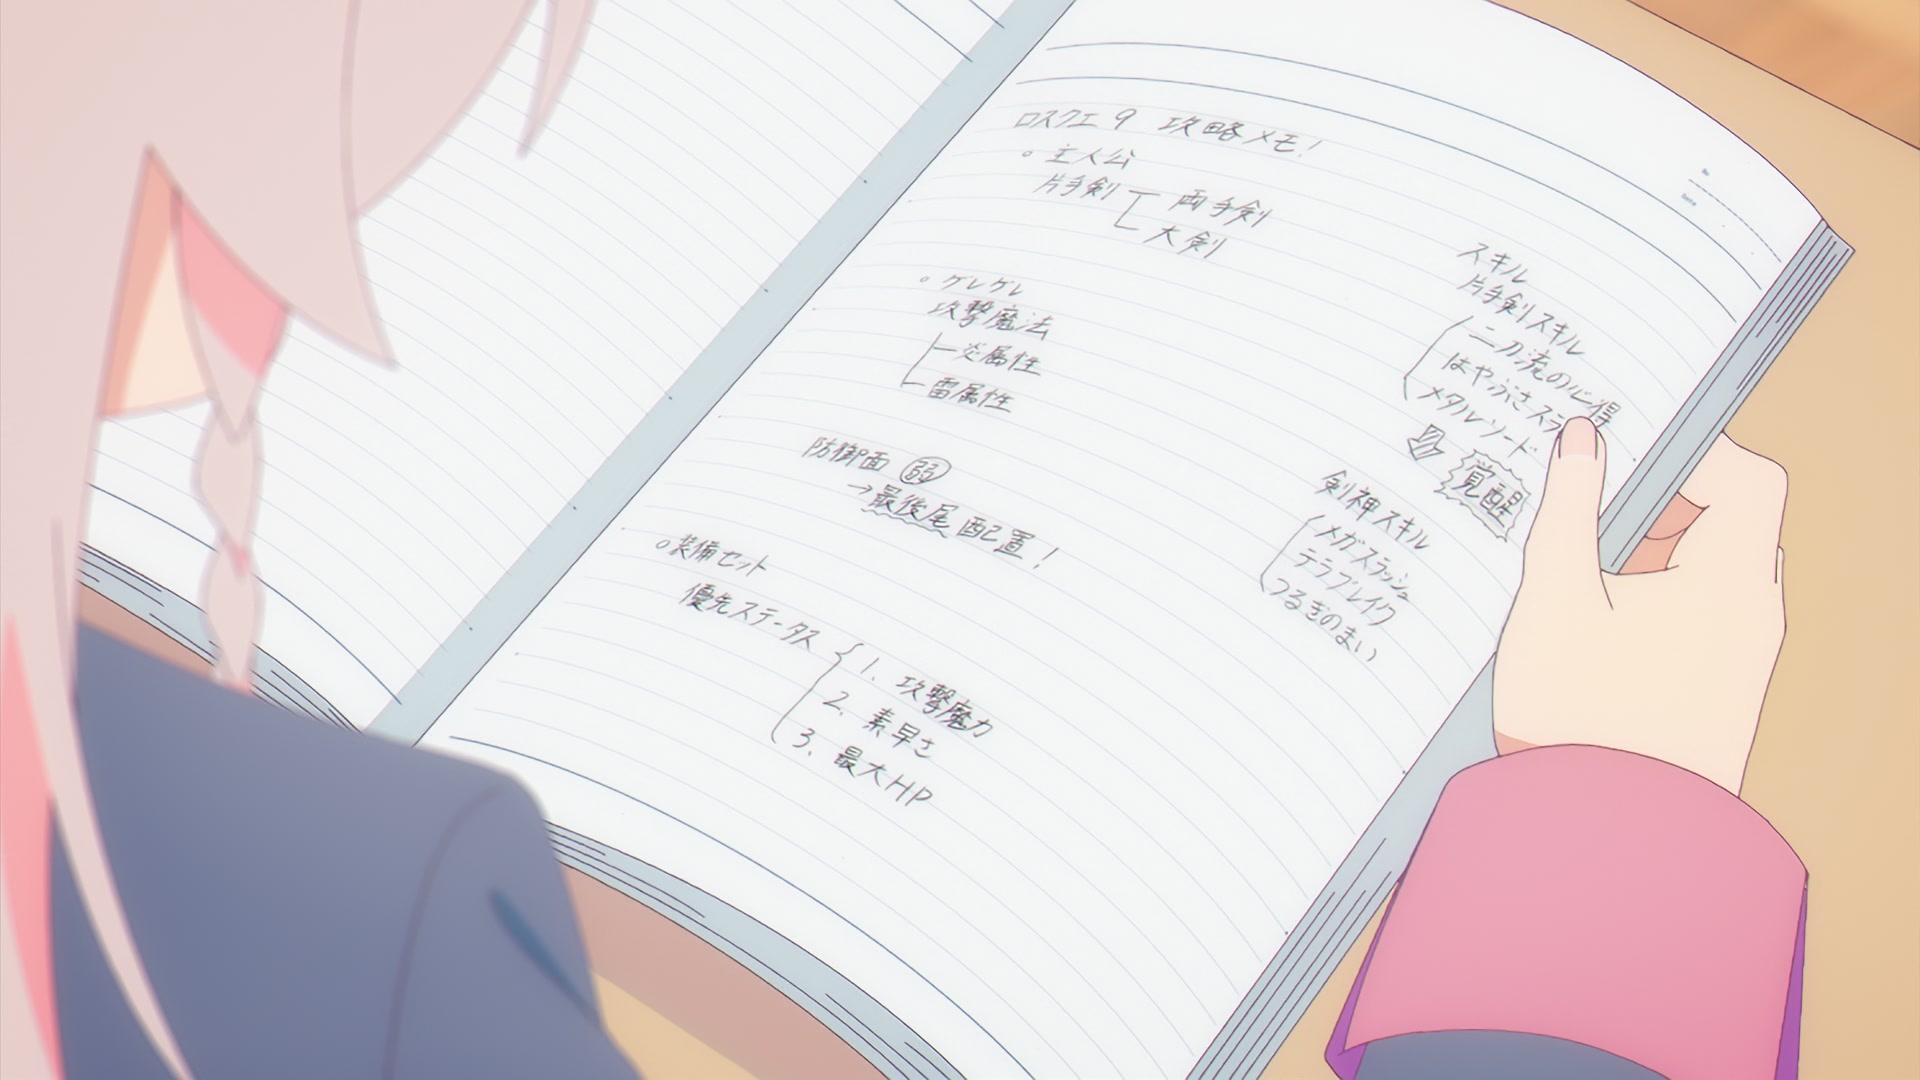 ロスクエ9 攻略メモ!
○ 主人公
片手剣
両手剣
大剣
○ ゲレゲレ
攻撃魔法
炎属性
雷属性
防御面 弱
→最後尾配置!
○装備セット
優先ステータス
1. 攻撃魔力
2. 素早さ
3. 最大HP
スキル
片手剣スキル
二刀流の心得
はやぶさスラ
メタルソード
覚醒
剣神スキル
メガスラッシュ
テラブレイク
つるぎのまい
No.
Date